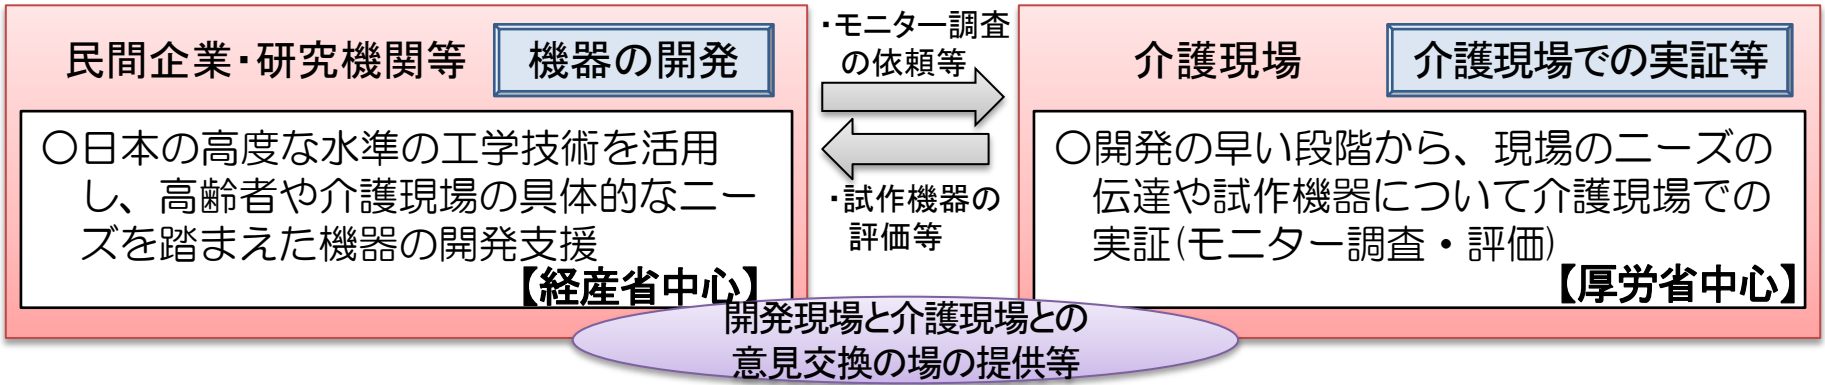 民間企業・研究機関等
機器の開発
〇日本の高度な水準の工学技術を活用
し、高齢者や介護現場の具体的なニー
ズを踏まえた機器の開発支援
【経産省中心】
・モニター調査
の依頼等
・試作機器の
評価等
介護現場
介護現場での実証等
〇開発の早い段階から、現場のニーズの
伝達や試作機器について介護現場での
実証(モニター調査・評価)
【厚労省中心】
開発現場と介護現場との
意見交換の場の提供等